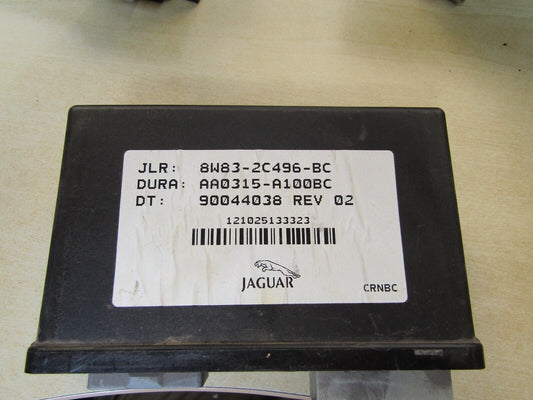 JLR: 8W83-2C496-BC
DURA: AA0315-A100BC
DT: 90044038 REV 02
121025133323
JAGUAR
CRNBC